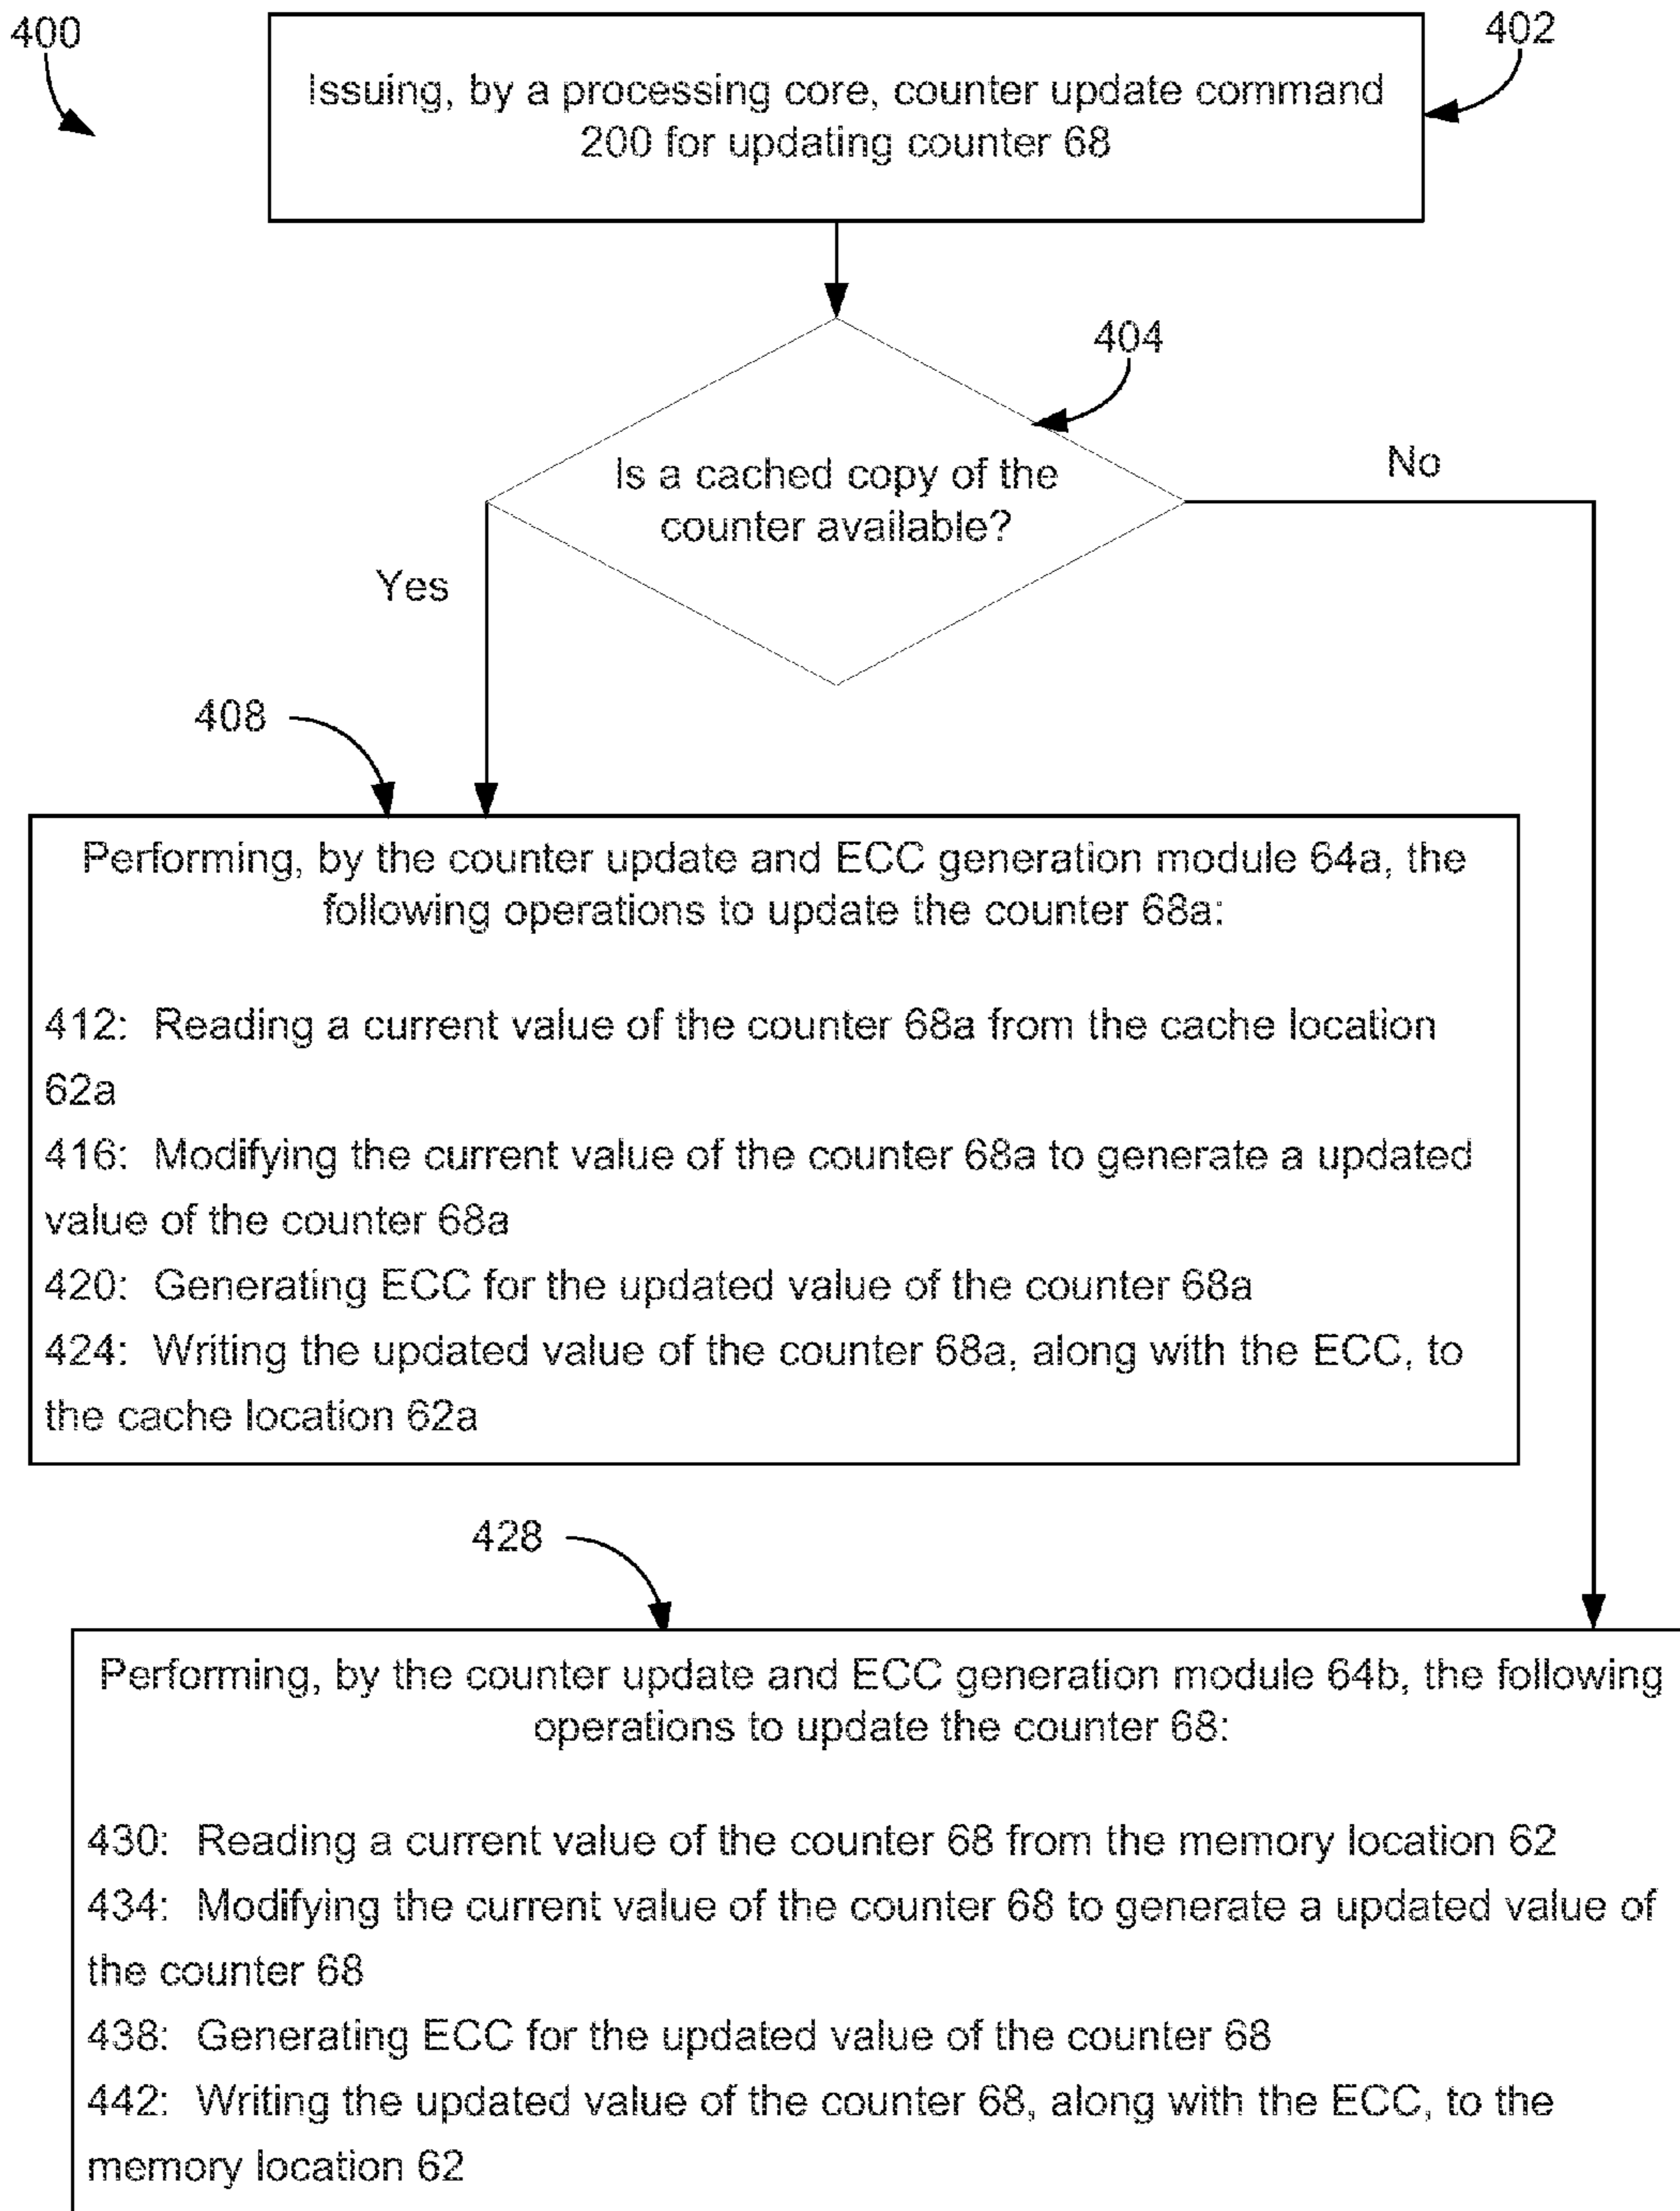 400
402
Issuing, by a processing core, counter update command
200 for updating counter 68
404
Is a cached copy of the
counter available?
No
Yes
408
Performing, by the counter update and ECC generation module 64a, the
following operations to update the counter 68a:
412: Reading a current value of the counter 68a from the cache location
62a
416: Modifying the current value of the counter 68a to generate a updated
value of the counter 68a
420: Generating ECC for the updated value of the counter 68a
424: Writing the updated value of the counter 68a, along with the ECC, to
the cache location 62a
428
Performing, by the counter update and ECC generation module 64b, the following
operations to update the counter 68:
430: Reading a current value of the counter 68 from the memory location 62
434: Modifying the current value of the counter 68 to generate a updated value of
the counter 68
438: Generating ECC for the updated value of the counter 68
442: Writing the updated value of the counter 68, along with the ECC, to the
memory location 62